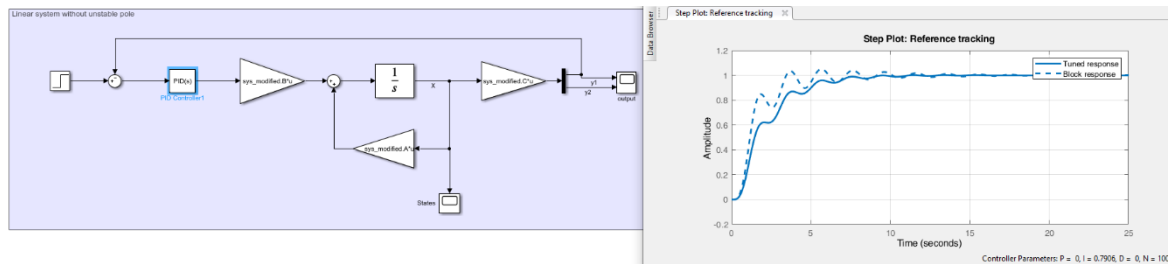 Linear system without unstable pole
PID(s)
PID Controller1
sys_modified.B*u
1
s
x
sys_modified.C*u
y1
y2
output
sys_modified.A*u
States
Data Browser
Step Plot: Reference tracking
Step Plot: Reference tracking
Tuned response
Block response
Amplitude
1.2
1
0.8
0.6
0.4
0.2
0
-0.2
0
5
10
15
20
25
Time (seconds)
Controller Parameters: P = 0, I = 0.7906, D = 0, N = 100